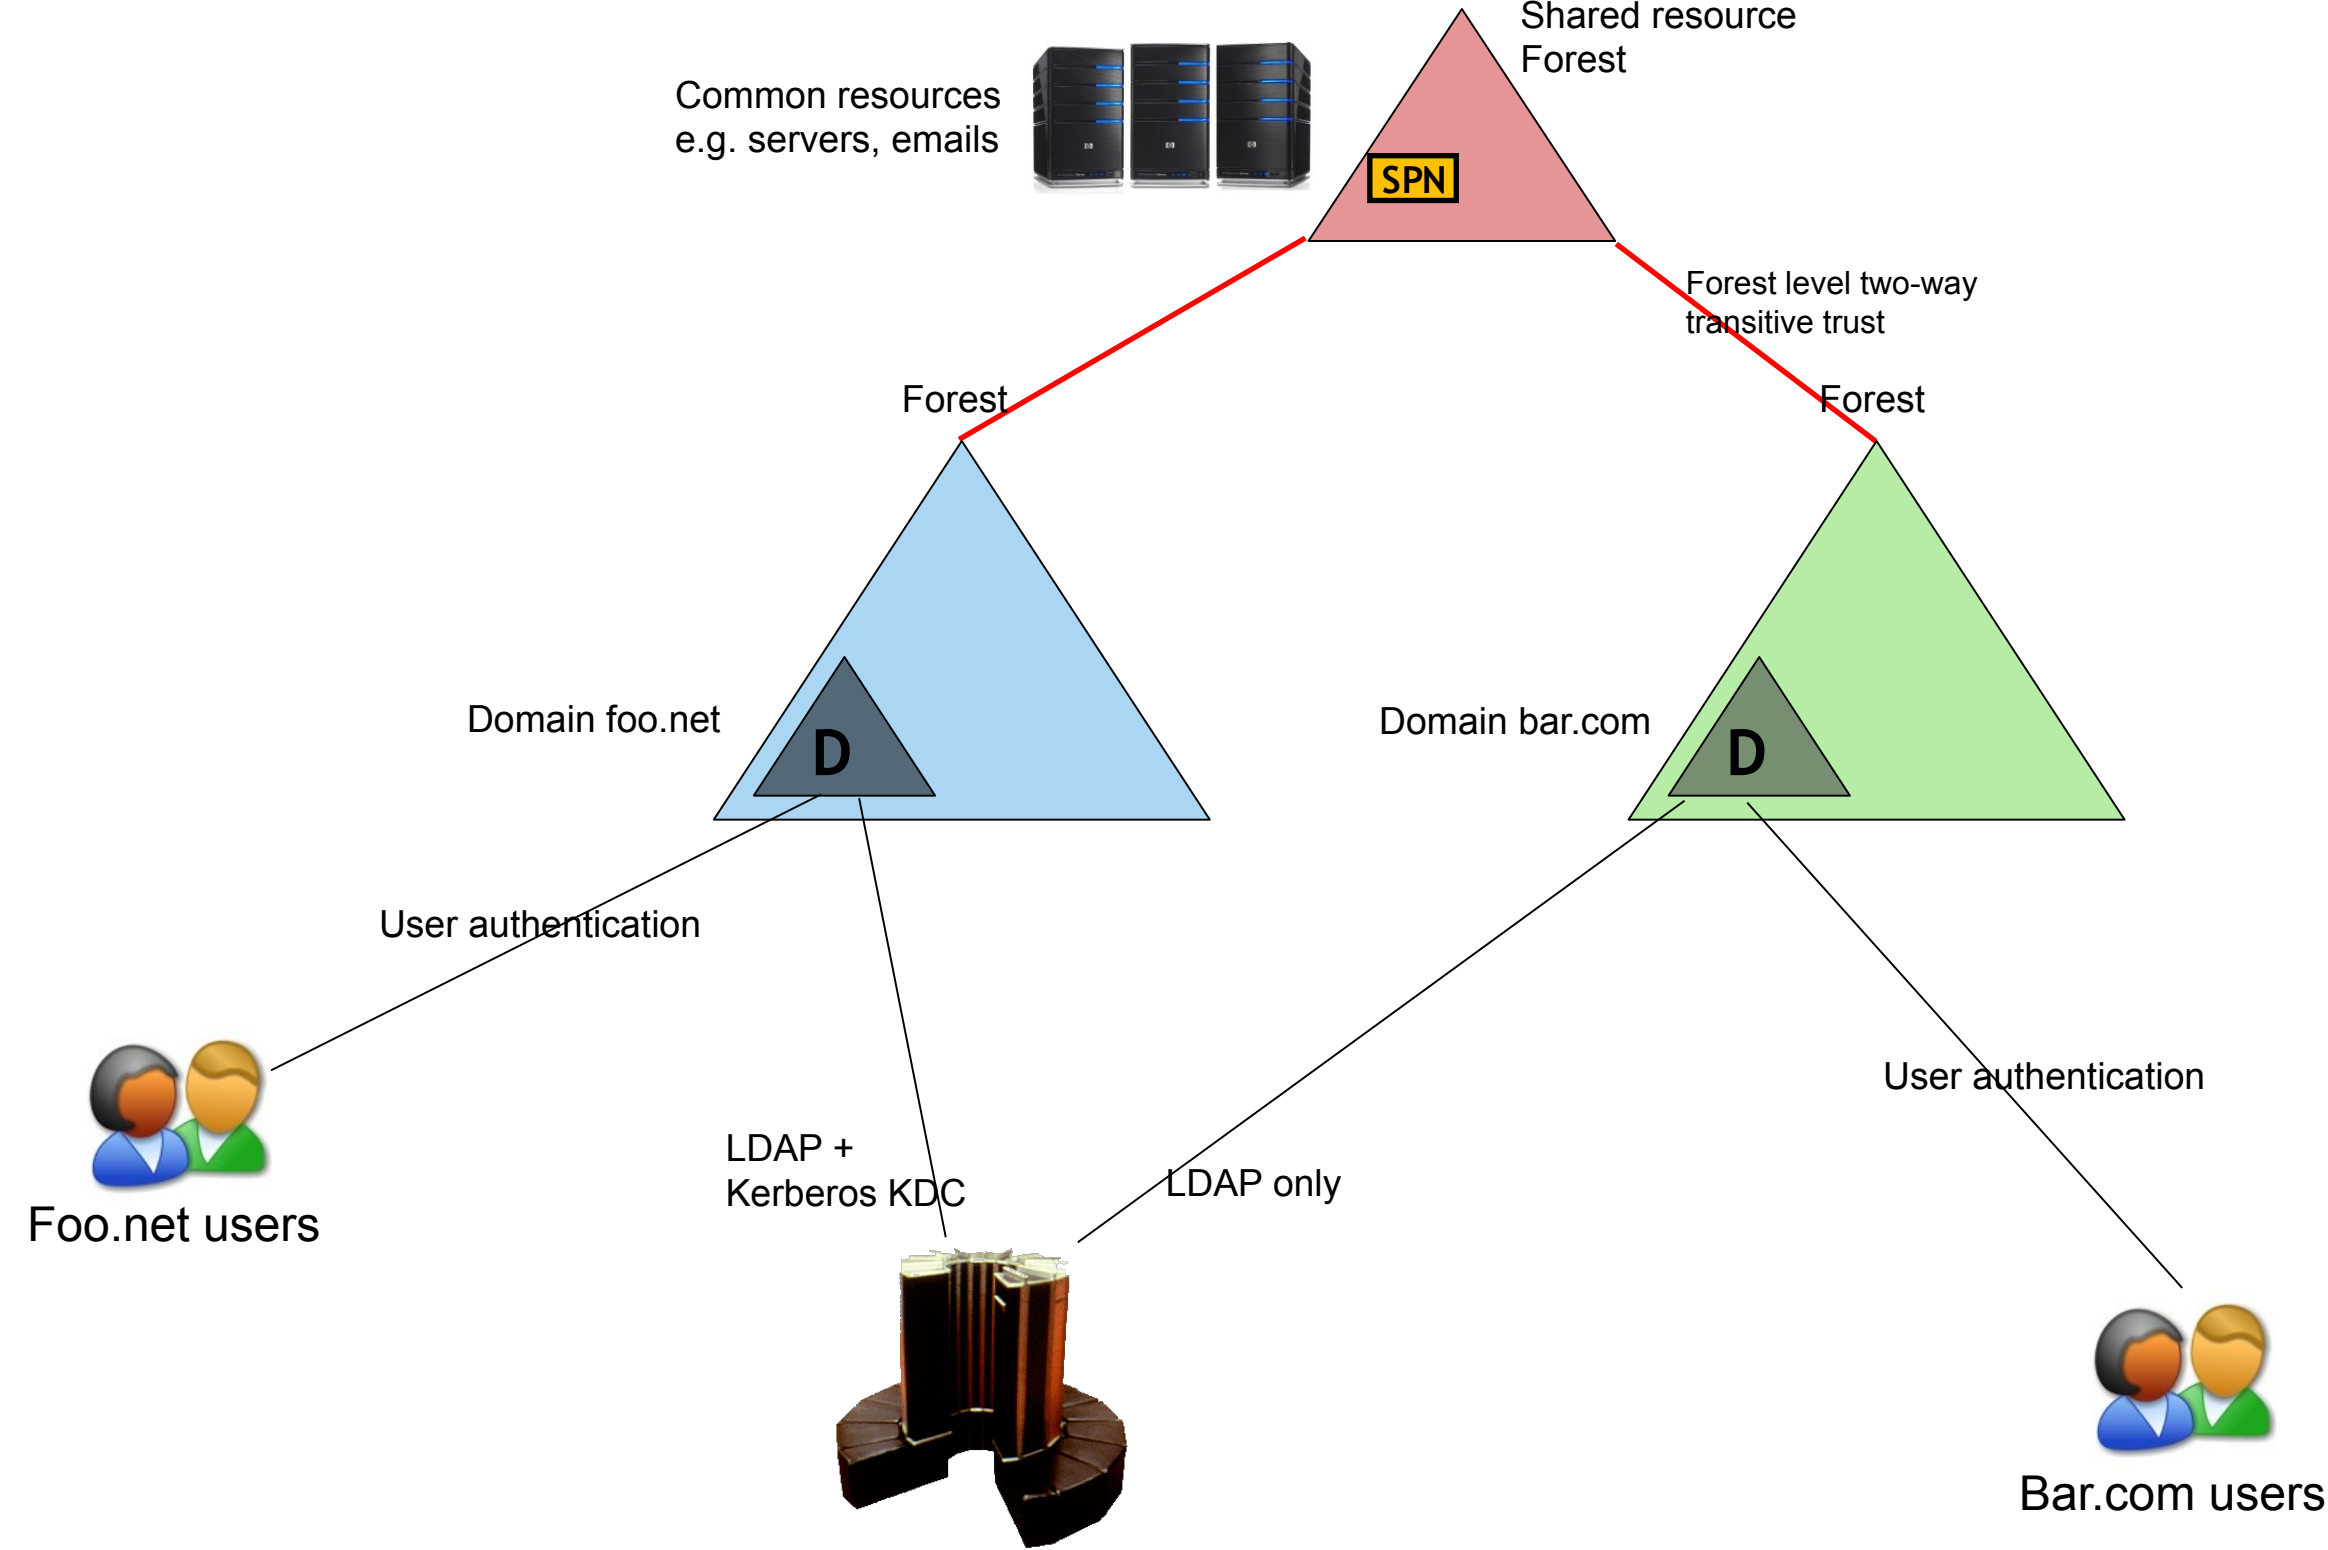 Shared resource
Forest
Common resources
e.g. servers, emails
SPN
Forest level two-way
transitive trust
Forest
Forest
Domain foo.net
D
Domain bar.com
D
User authentication
User authentication
LDAP +
Kerberos KDC
LDAP only
Foo.net users
Bar.com users